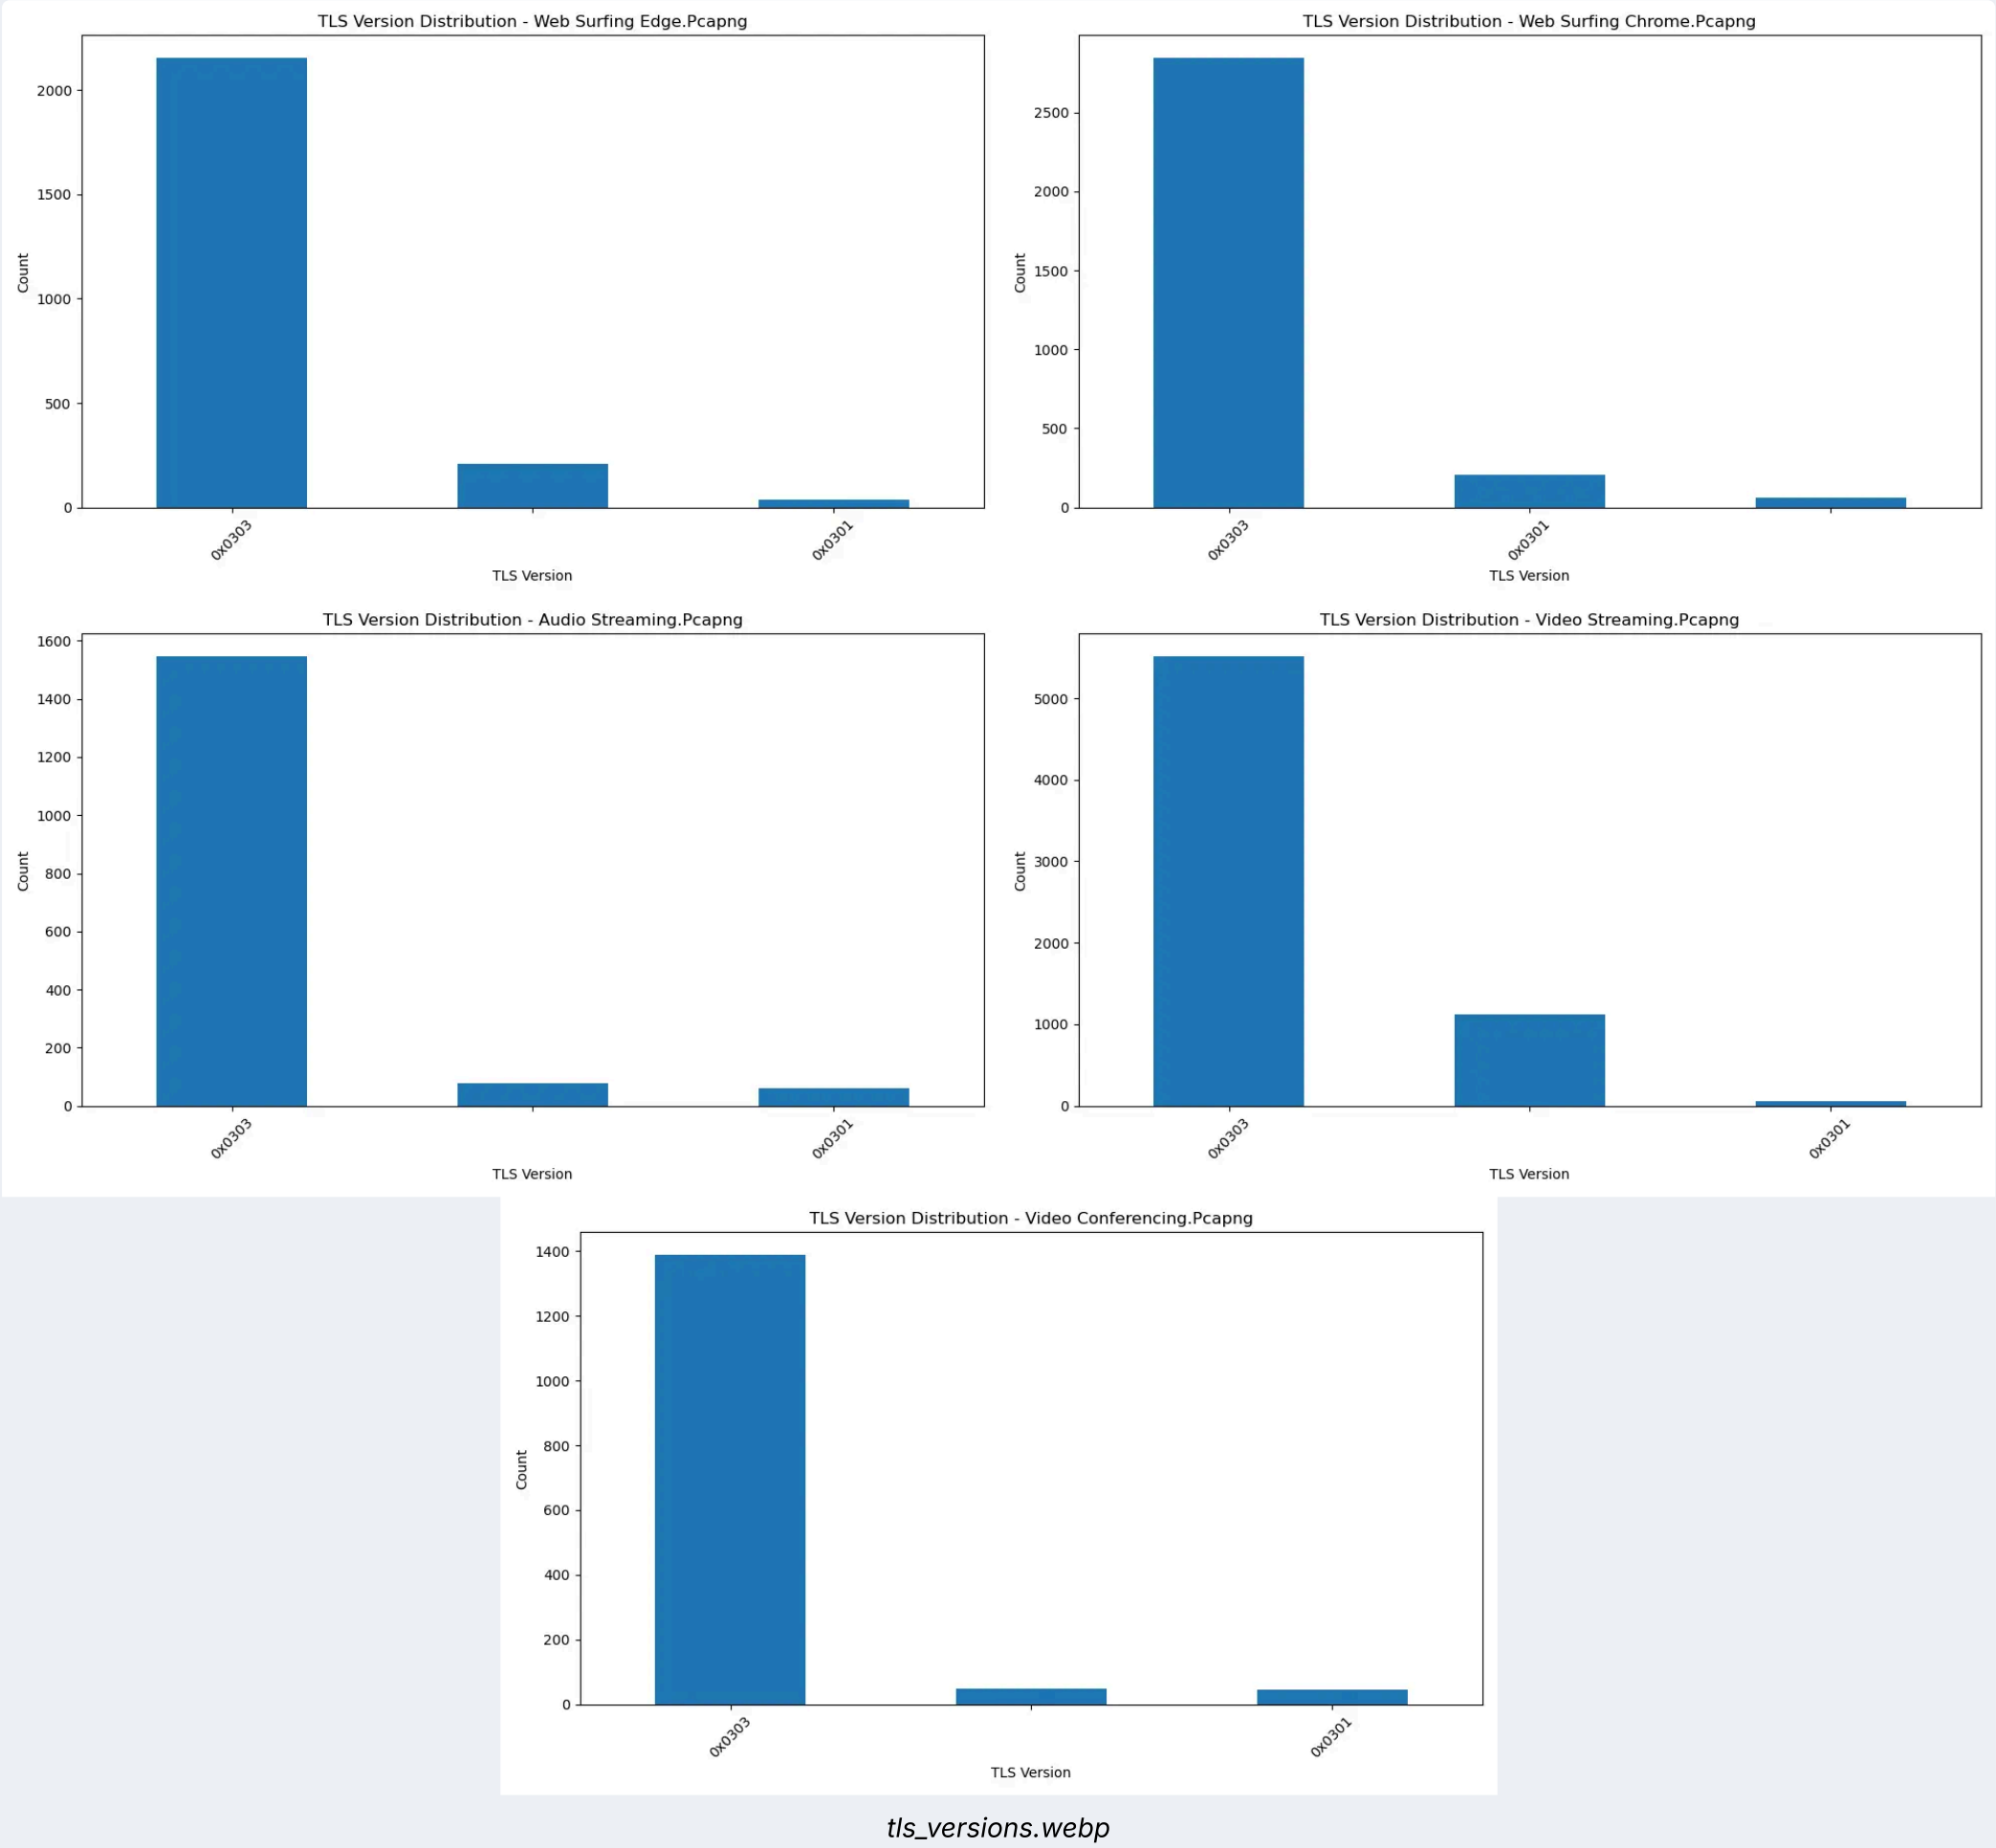 TLS Version Distribution - Web Surfing Edge.Pcapng
2000
1500
1000
500
0
Count
0x0303
0x0301
TLS Version
TLS Version Distribution - Web Surfing Chrome.Pcapng
2500
2000
1500
1000
500
0
Count
0x0303
0x0301
TLS Version
TLS Version Distribution - Audio Streaming.Pcapng
1600
1400
1200
1000
800
600
400
200
0
Count
0x0303
0x0301
TLS Version
TLS Version Distribution - Video Streaming.Pcapng
5000
4000
3000
2000
1000
0
Count
0x0303
0x0301
TLS Version
TLS Version Distribution - Video Conferencing.Pcapng
1400
1200
1000
800
600
400
200
0
Count
0x0303
0x0301
TLS Version
tls_versions.webp